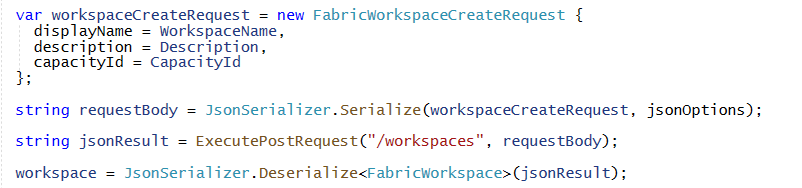 var workspaceCreateRequest = new FabricWorkspaceCreateRequest {
  displayName = WorkspaceName,
  description = Description,
  capacityId = CapacityId
};
string requestBody = JsonSerializer.Serialize(workspaceCreateRequest, jsonOptions);
string jsonResult = ExecutePostRequest("/workspaces", requestBody);
workspace = JsonSerializer.Deserialize<FabricWorkspace>(jsonResult);